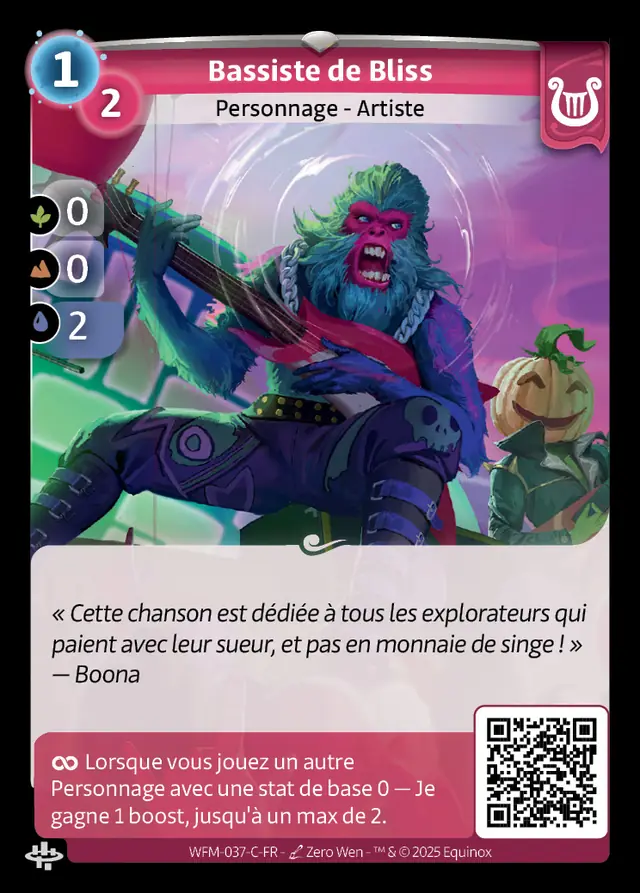 1
2
Bassiste de Bliss
Personnage - Artiste
0
0
2
« Cette chanson est dédiée à tous les explorateurs qui
paient avec leur sueur, et pas en monnaie de singe ! »
— Boona
∞ Lorsque vous jouez un autre
Personnage avec une stat de base 0 — Je
gagne 1 boost, jusqu'à un max de 2.
WFM-037-C-FR - Zero Wen - ™ & © 2025 Equinox